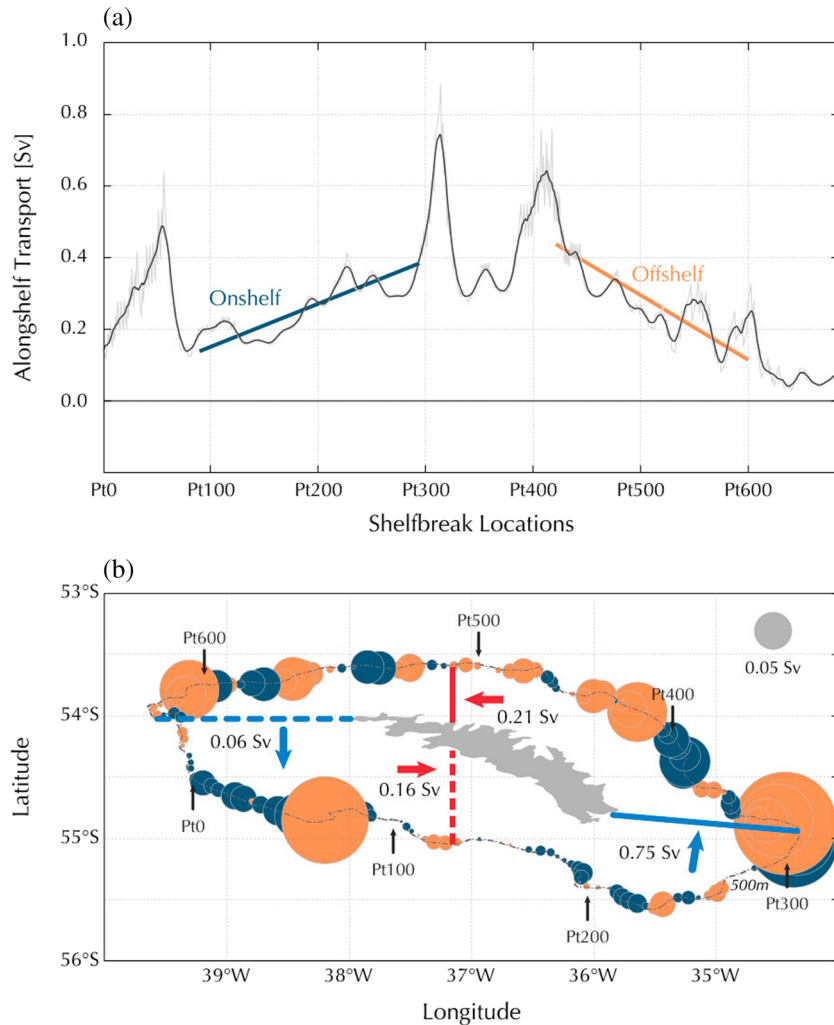 (a)
1.0
0.8
0.6
0.4
0.2
0.0
Alongshelf Transport [Sv]
Onshelf
Offshelf
Pt0
Pt100
Pt200
Pt300
Pt400
Pt500
Pt600
Shelfbreak Locations
(b)
53°S
54°S
55°S
56°S
Latitude
Pt600
Pt500
0.05 Sv
Pt400
0.21 Sv
0.06 Sv
0.16 Sv
Pt0
0.75 Sv
Pt100
500m
Pt300
Pt200
39°W
38°W
37°W
36°W
35°W
Longitude